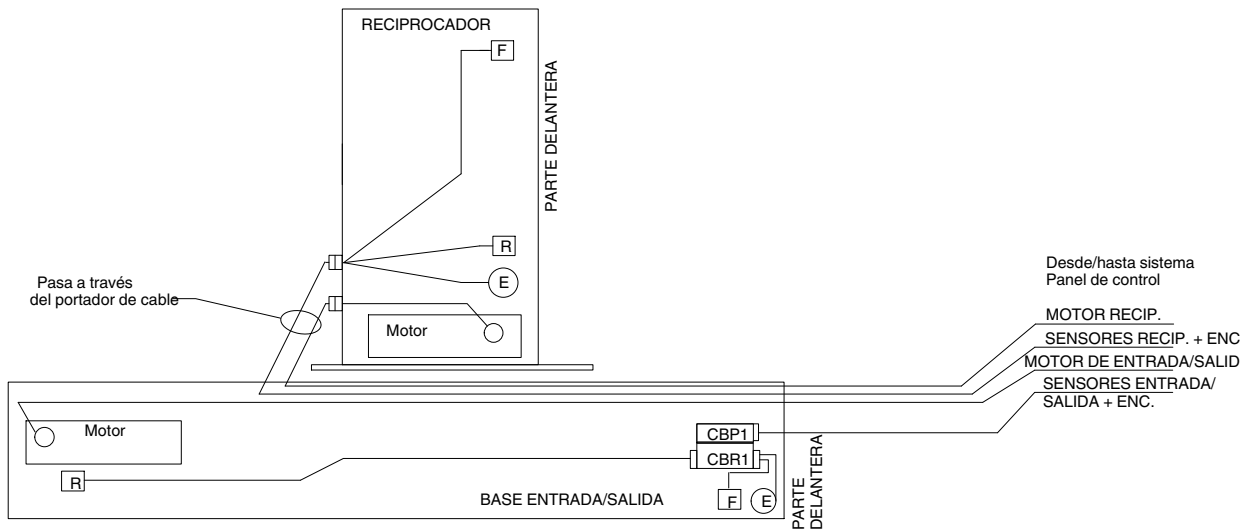 RECIPROCADOR
F
PARTE DELANTERA
R
E
Pasa a través
del portador de cable
Motor
Desde/hasta sistema
Panel de control
MOTOR RECIP.
SENSORES RECIP. + ENC
MOTOR DE ENTRADA/SALID
SENSORES ENTRADA/
SALIDA + ENC.
Motor
CBP1
CBR1
R
F
E
BASE ENTRADA/SALIDA
PARTE
DELANTERA